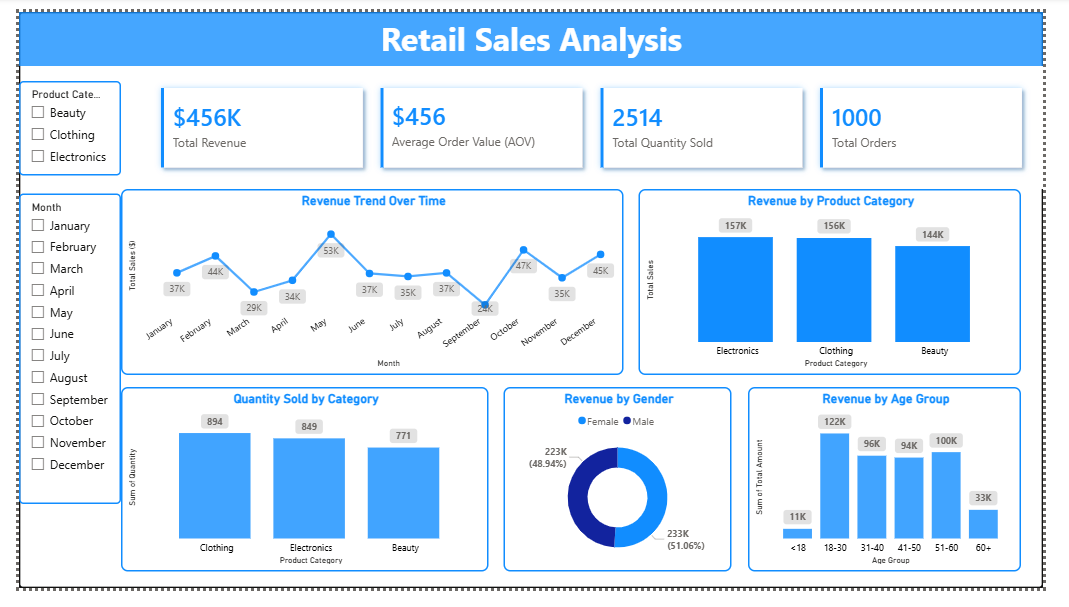 Retail Sales Analysis
Product Cate...
Beauty
Clothing
Electronics
$456K
Total Revenue
$456
Average Order Value (AOV)
2514
Total Quantity Sold
1000
Total Orders
Month
January
February
March
April
May
June
July
August
September
October
November
December
Revenue Trend Over Time
Total Sales ($)
37K
44K
29K
34K
53K
37K
35K
37K
24K
47K
35K
45K
January
February
March
April
May
June
July
August
September
October
November
December
Month
Revenue by Product Category
Total Sales
157K
156K
144K
Electronics
Clothing
Beauty
Product Category
Quantity Sold by Category
Sum of Quantity
894
849
771
Clothing
Electronics
Beauty
Product Category
Revenue by Gender
Female Male
223K
(48.94%)
233K
(51.06%)
Revenue by Age Group
Sum of Total Amount
11K
122K
96K
94K
100K
33K
<18
18-30
31-40
41-50
51-60
60+
Age Group